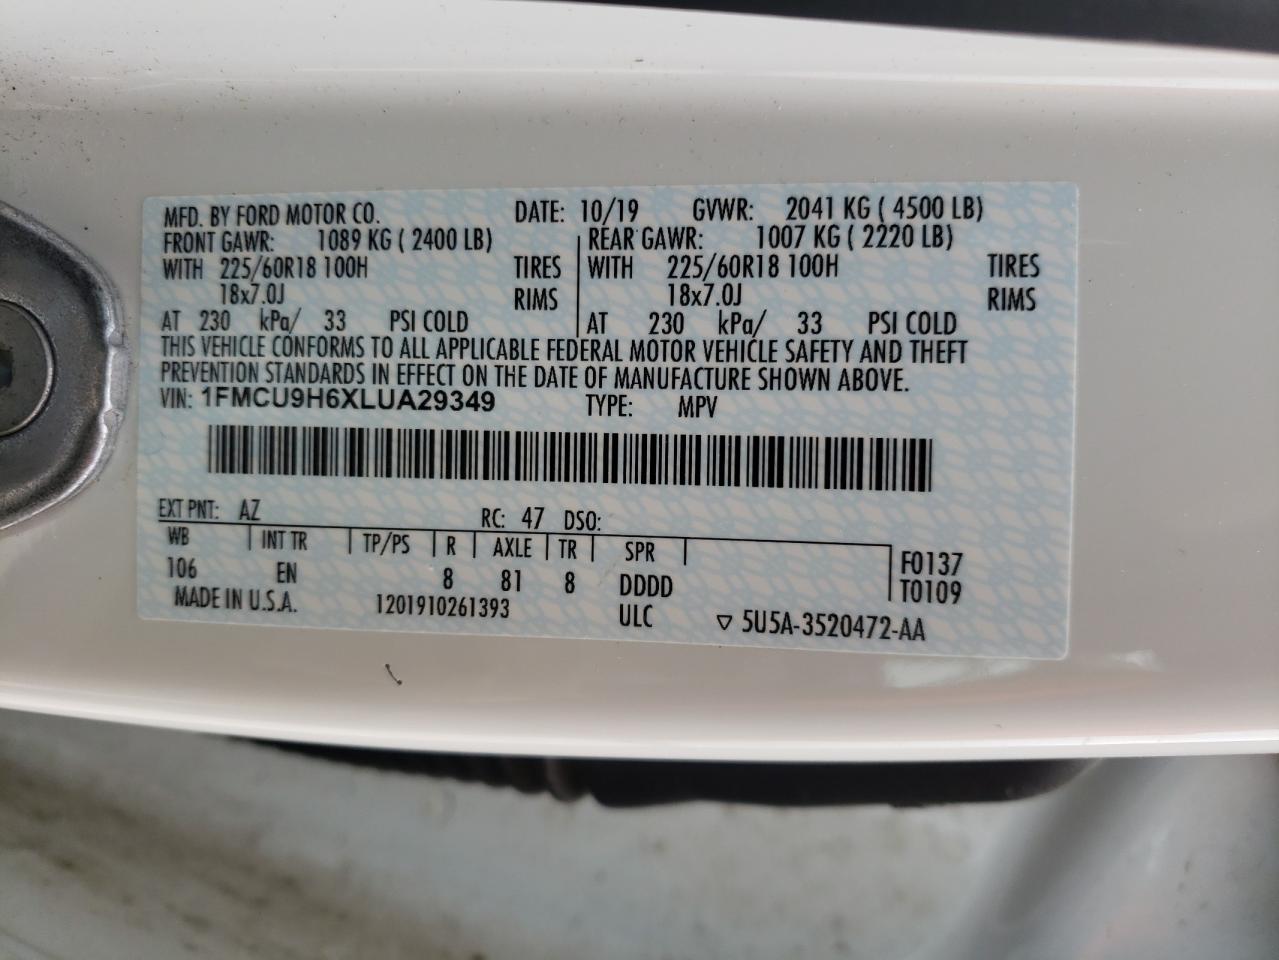 MFD. BY FORD MOTOR CO. DATE: 10/19 GVWR: 2041 KG ( 4500 LB)
FRONT GAWR: 1089 KG ( 2400 LB) REAR GAWR: 1007 KG ( 2220 LB)
WITH 225/60R18 100H TIRES WITH 225/60R18 100H TIRES
18x7.0J RIMS 18x7.0J RIMS
AT 230 kPa/ 33 PSI COLD AT 230 kPa/ 33 PSI COLD
THIS VEHICLE CONFORMS TO ALL APPLICABLE FEDERAL MOTOR VEHICLE SAFETY AND THEFT
PREVENTION STANDARDS IN EFFECT ON THE DATE OF MANUFACTURE SHOWN ABOVE.
VIN: 1FMCU9H6XLUA29349 TYPE: MPV
EXT PNT: AZ RC: 47 DSO:
WB INT TR TP/PS R AXLE TR SPR F0137
106 EN 8 81 8 DDDD T0109
MADE IN U.S.A. 1201910261393 ULC ▽ 5U5A-3520472-AA